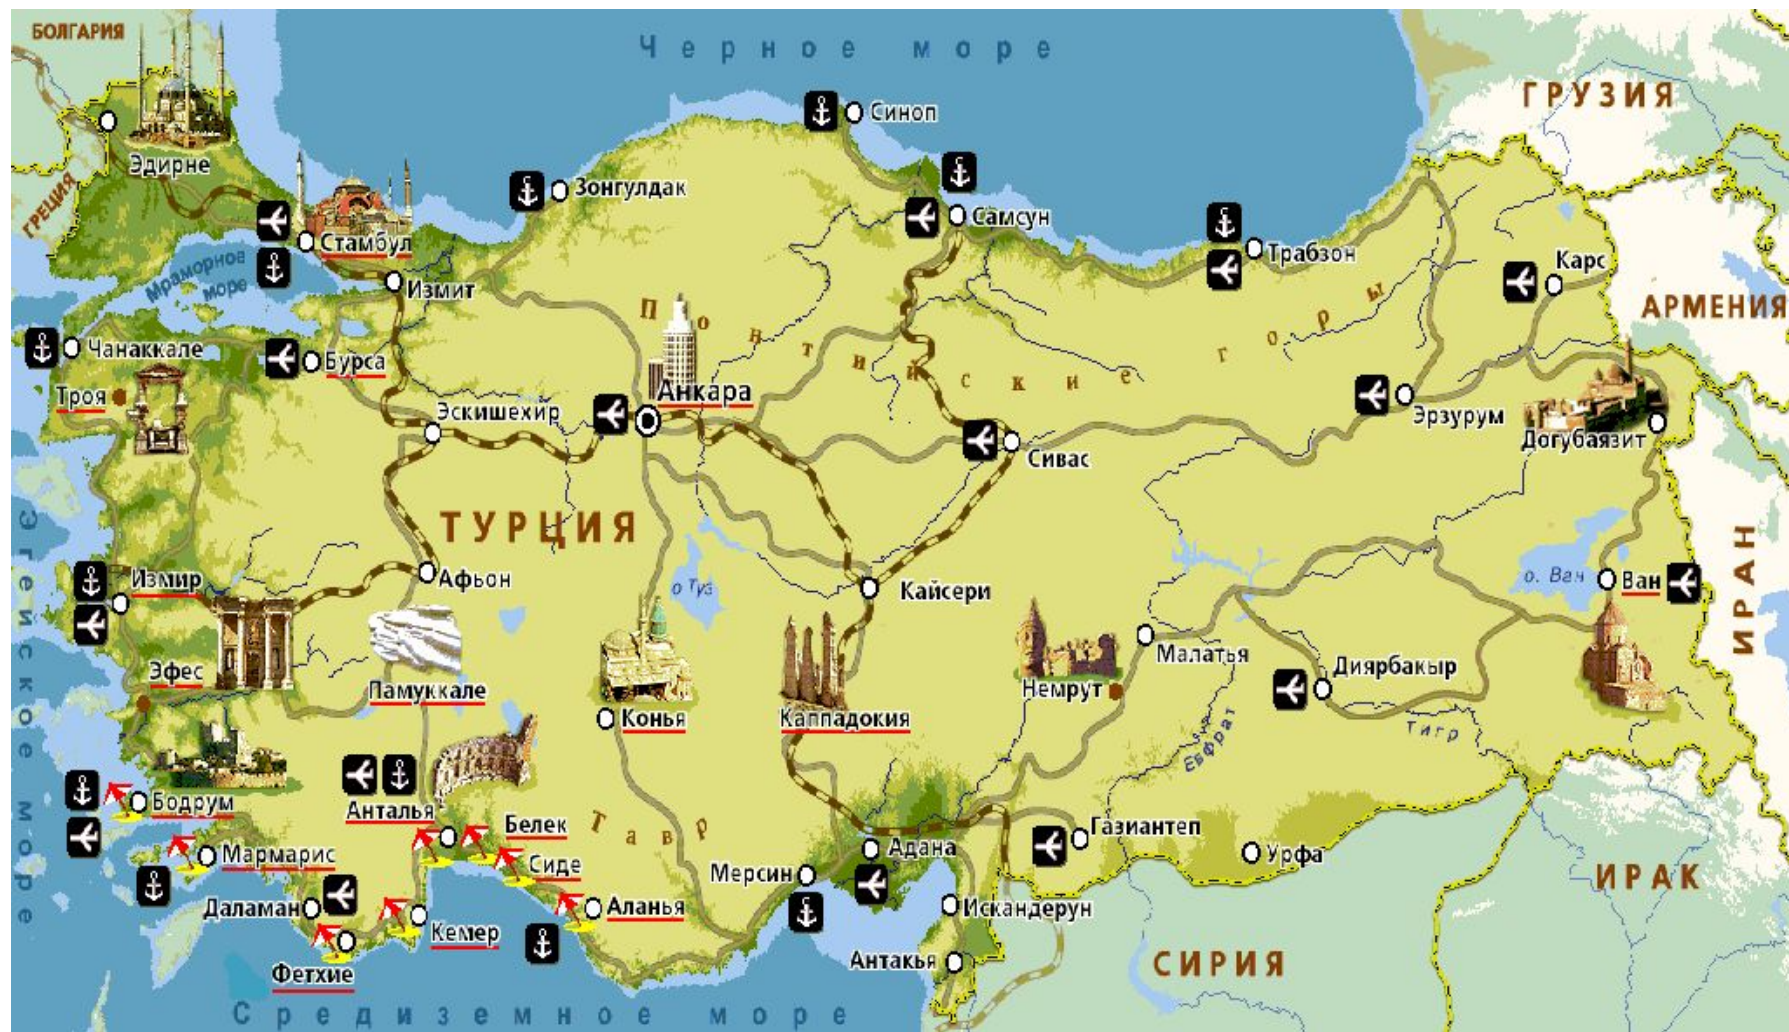 БОЛГАРИЯ
Черное море
ГРУЗИЯ
Синоп
Эдирне
ГРЕЦИЯ
Зонгулдак
Самсун
Стамбул
Трабзон
Карс
Мраморное
море
Измит
АРМЕНИЯ
Понтийские горы
Чанаккале
Бурса
Троя
Анкара
Эскишехир
Эрзурум
Догубаязит
Сивас
ТУРЦИЯ
Эгейское море
ИРАН
Измир
Афьон
о Туз
Кайсери
о. Ван
Ван
Эфес
Памуккале
Конья
Каппадокия
Немрут
Малатья
Диярбакыр
Евфрат
Тигр
Бодрум
Анталья
Белек
Тавр
Газиантеп
Мармарис
Сиде
Мерсин
Адана
Урфа
ИРАК
Даламан
Кемер
Аланья
Искандерун
Фетхие
Антакья
СИРИЯ
Средиземное море